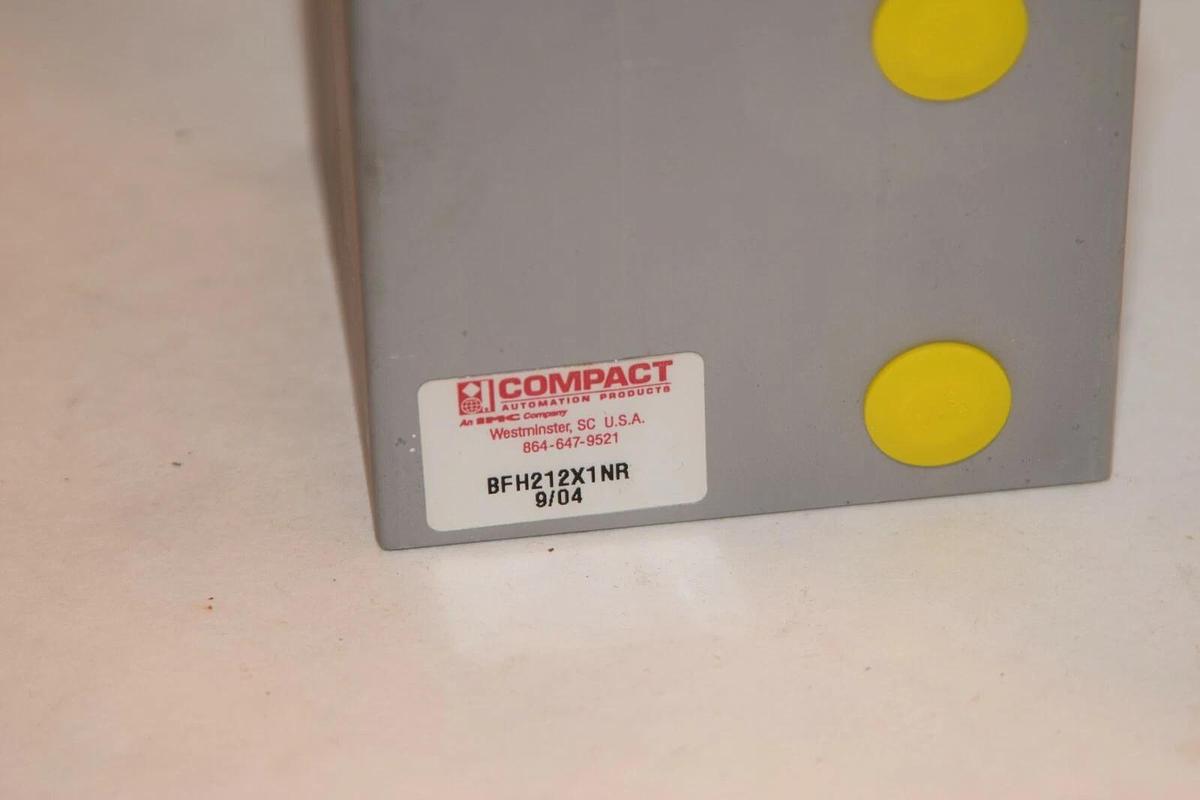 COMPACT
AUTOMATION PRODUCTS
An IMC Company
Westminster, SC U.S.A.
864-647-9521
BFH212X1NR
9/04